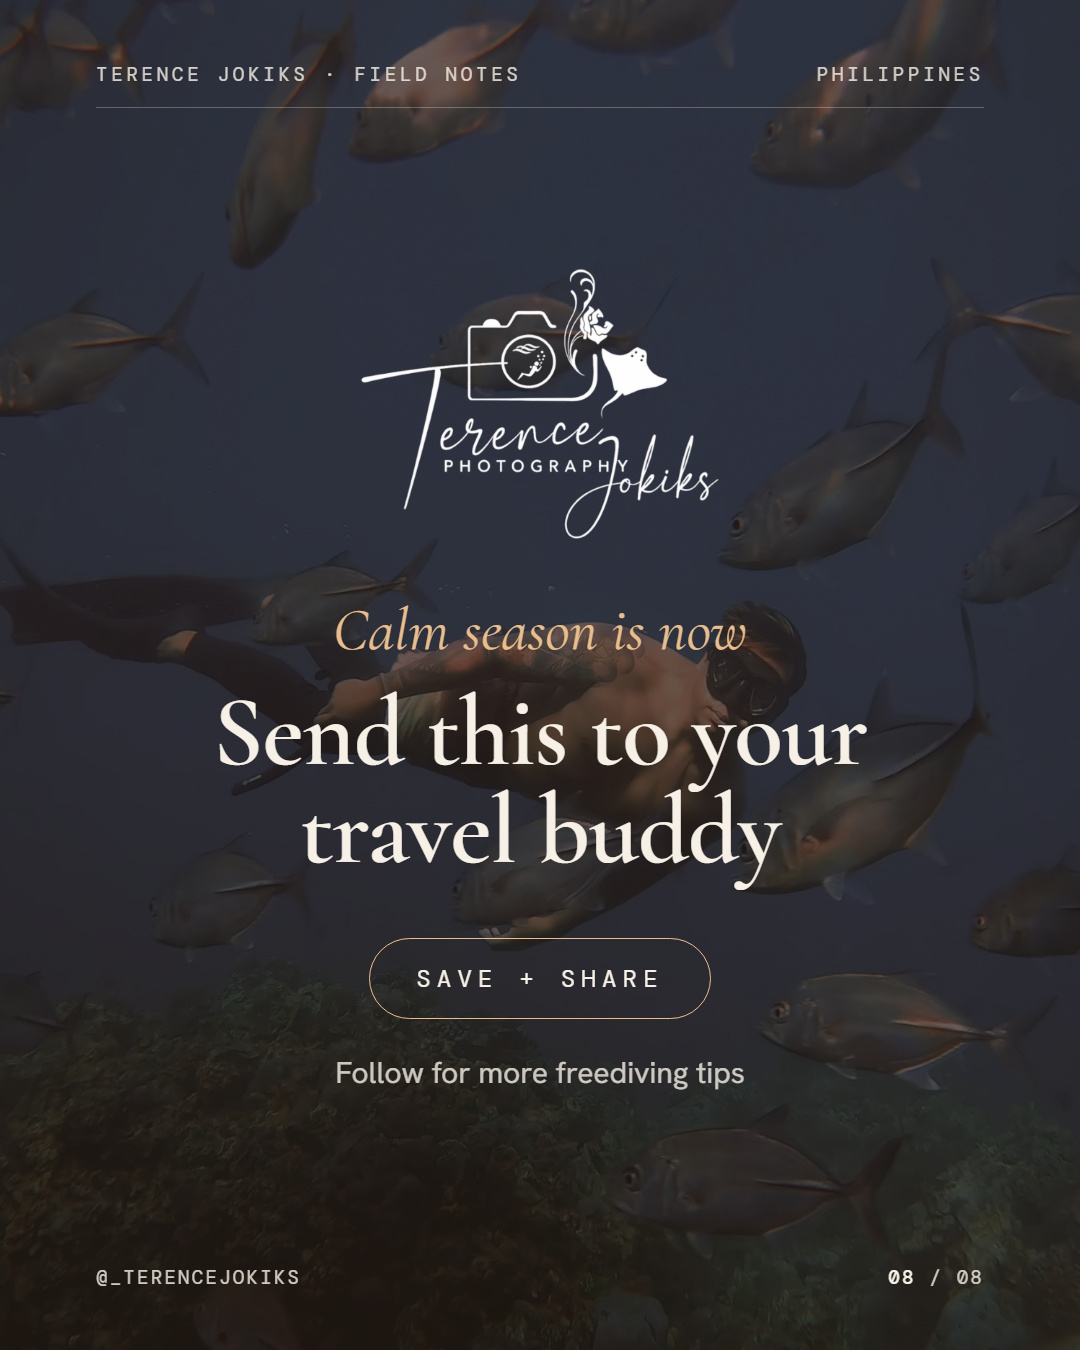 TERENCE JOKIKS · FIELD NOTES
PHILIPPINES
Terence
PHOTOGRAPHY
Jokiks
Calm season is now
Send this to your
travel buddy
SAVE + SHARE
Follow for more freediving tips
@_TERENCEJOKIKS
08 / 08